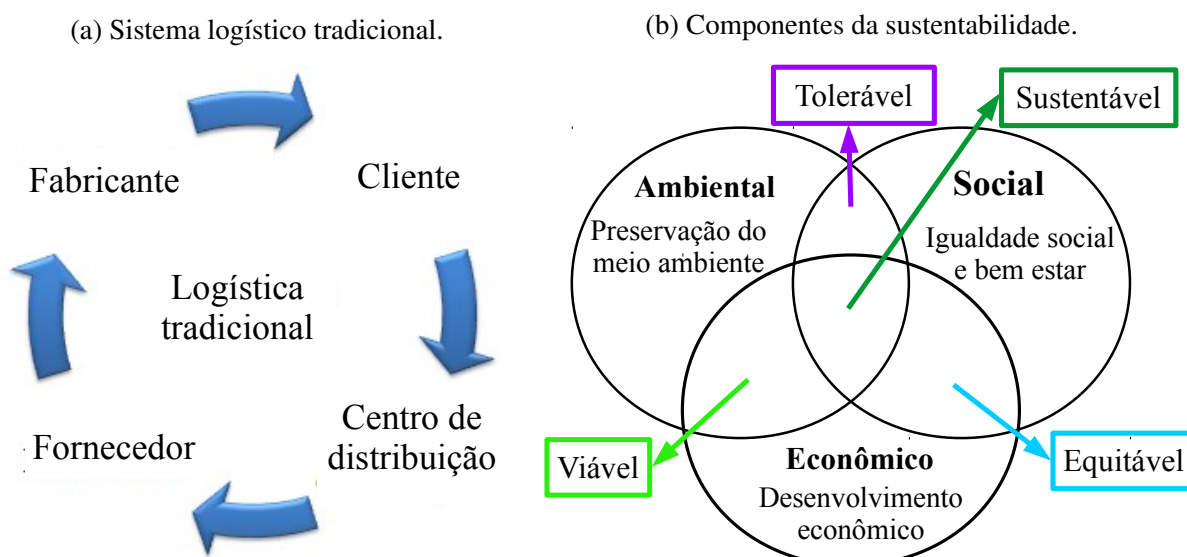 (a) Sistema logístico tradicional.
Fabricante
Cliente
Logística
tradicional
Fornecedor
Centro de
distribuição
(b) Componentes da sustentabilidade.
Tolerável
Sustentável
Ambiental
Preservação do
meio ambiente
Social
Igualdade social
e bem estar
Viável
Econômico
Desenvolvimento
econômico
Equitável